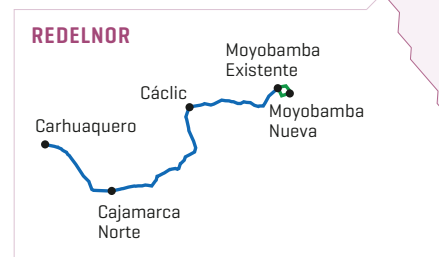 REDELNOR
Moyobamba
Existente
Cáclic
Moyobamba
Nueva
Carhuaquero
Cajamarca
Norte